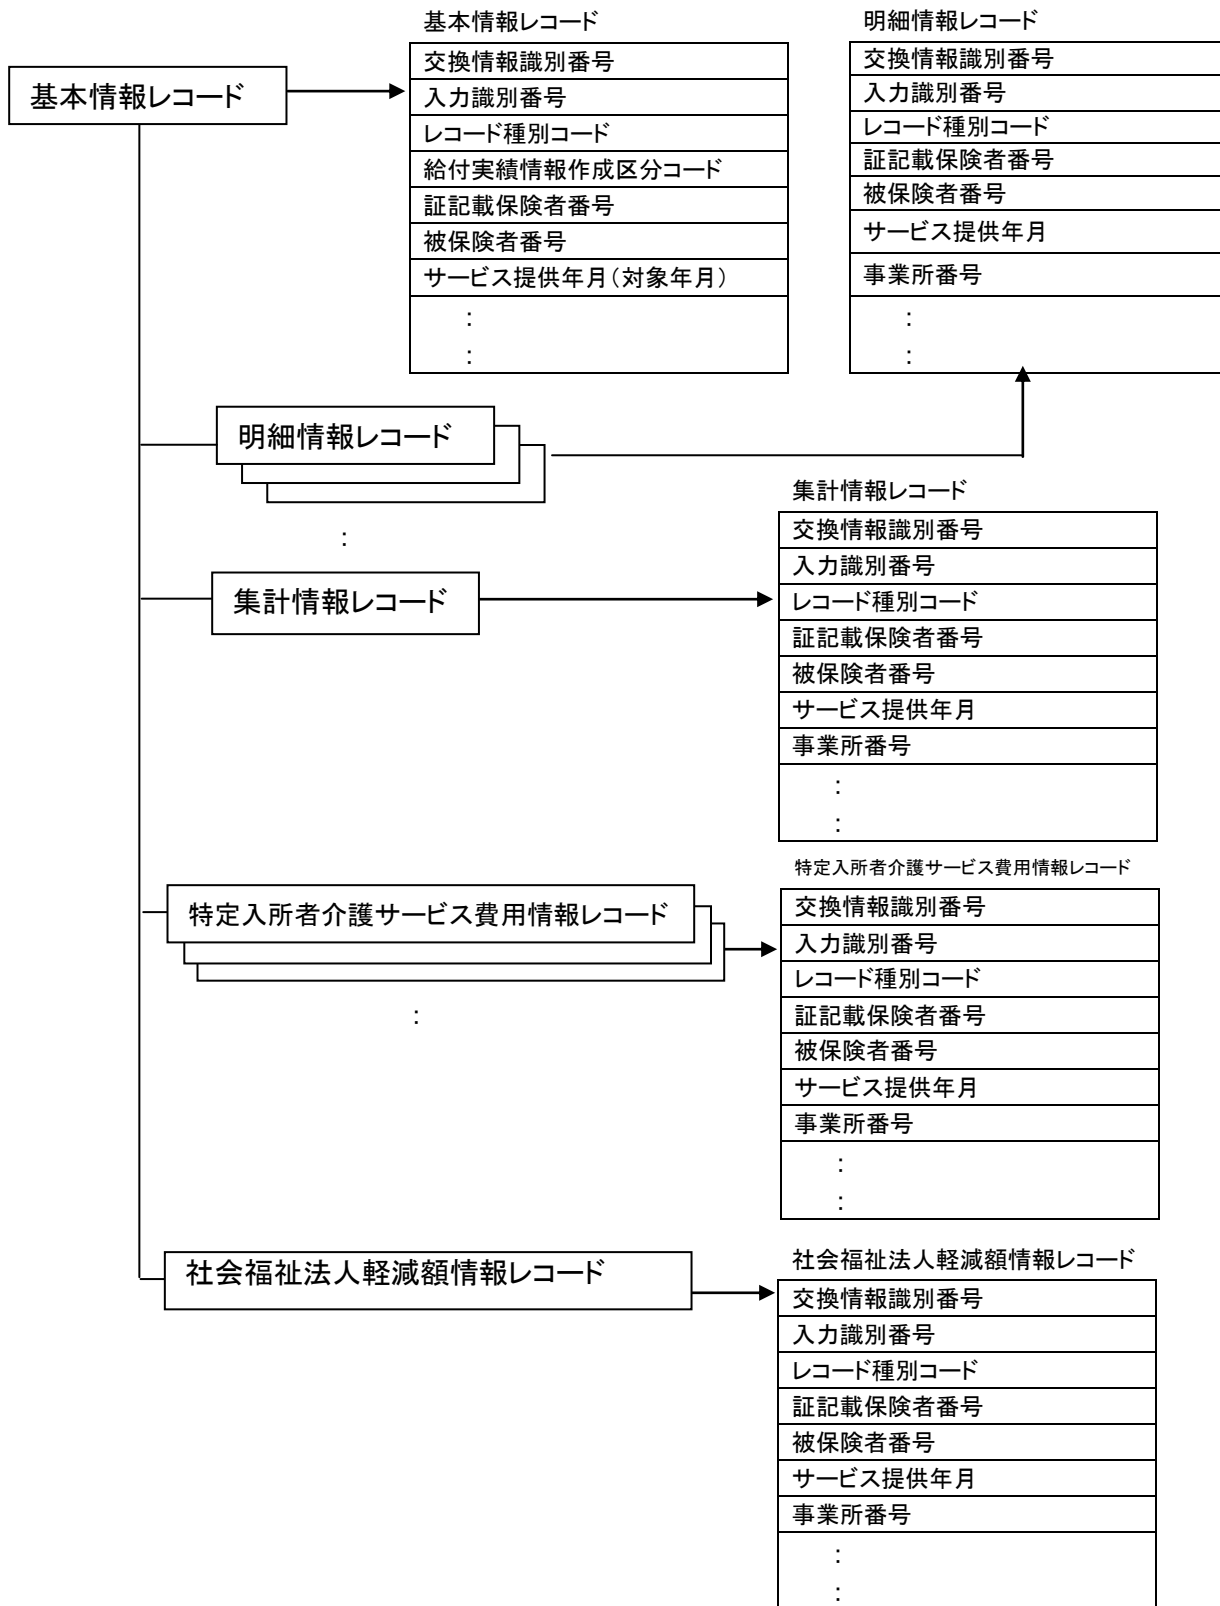 基本情報レコード
基本情報レコード
交換情報識別番号
入力識別番号
レコード種別コード
給付実績情報作成区分コード
証記載保険者番号
被保険者番号
サービス提供年月（対象年月）
：
：
明細情報レコード
交換情報識別番号
入力識別番号
レコード種別コード
証記載保険者番号
被保険者番号
サービス提供年月
事業所番号
：
：
明細情報レコード
：
集計情報レコード
集計情報レコード
交換情報識別番号
入力識別番号
レコード種別コード
証記載保険者番号
被保険者番号
サービス提供年月
事業所番号
：
：
特定入所者介護サービス費用情報レコード
：
特定入所者介護サービス費用情報レコード
交換情報識別番号
入力識別番号
レコード種別コード
証記載保険者番号
被保険者番号
サービス提供年月
事業所番号
：
：
社会福祉法人軽減額情報レコード
社会福祉法人軽減額情報レコード
交換情報識別番号
入力識別番号
レコード種別コード
証記載保険者番号
被保険者番号
サービス提供年月
事業所番号
：
：